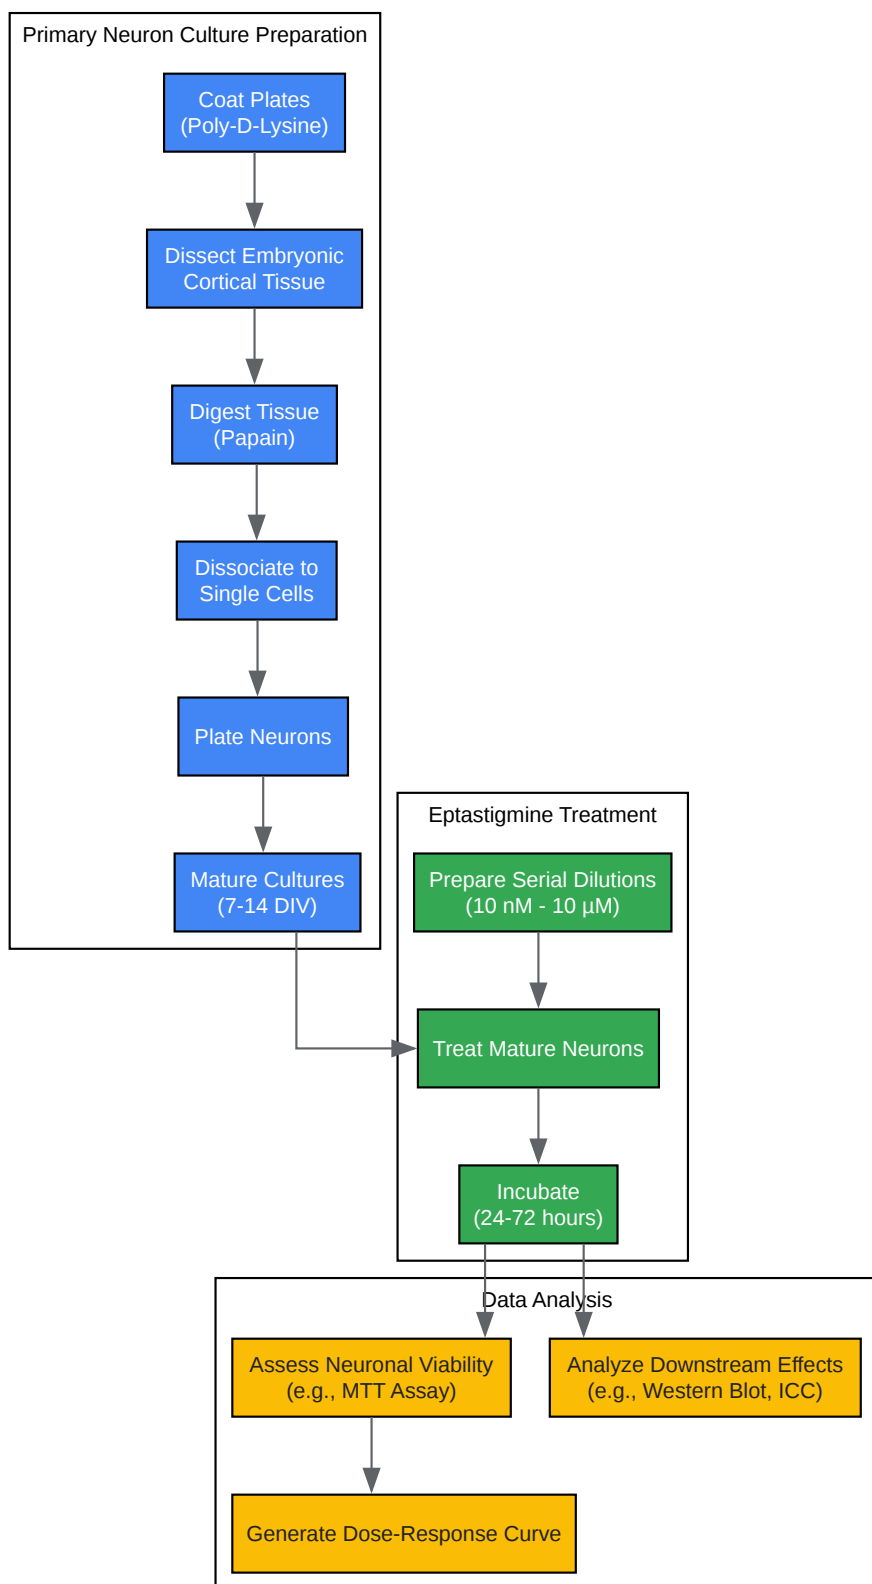 Primary Neuron Culture Preparation
Coat Plates
(Poly-D-Lysine)
Dissect Embryonic
Cortical Tissue
Digest Tissue
(Papain)
Dissociate to
Single Cells
Plate Neurons
Mature Cultures
(7-14 DIV)
Eptastigmine Treatment
Prepare Serial Dilutions
(10 nM - 10 µM)
Treat Mature Neurons
Incubate
(24-72 hours)
Data Analysis
Assess Neuronal Viability
(e.g., MTT Assay)
Analyze Downstream Effects
(e.g., Western Blot, ICC)
Generate Dose-Response Curve